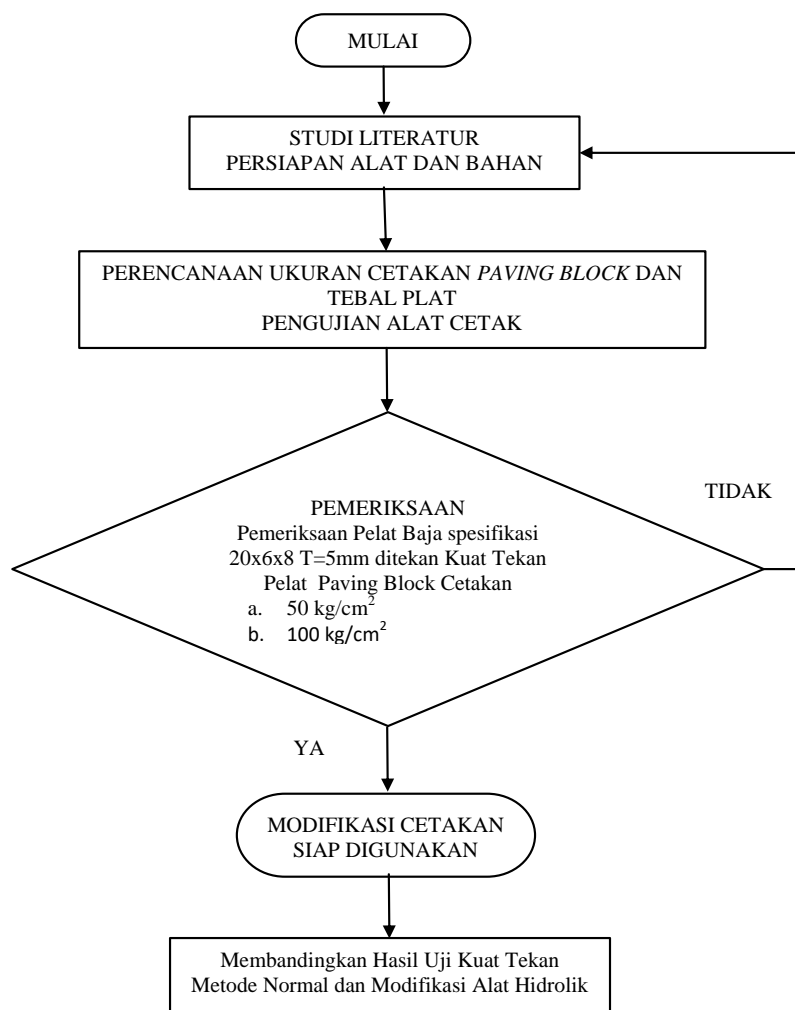 MULAI
STUDI LITERATUR
PERSIAPAN ALAT DAN BAHAN
PERENCANAAN UKURAN CETAKAN PAVING BLOCK DAN
TEBAL PLAT
PENGUJIAN ALAT CETAK
TIDAK
PEMERIKSAAN
Pemeriksaan Pelat Baja spesifikasi
20x6x8 T=5mm ditekan Kuat Tekan
Pelat Paving Block Cetakan
a. 50 kg/cm²
b. 100 kg/cm²
YA
MODIFIKASI CETAKAN
SIAP DIGUNAKAN
Membandingkan Hasil Uji Kuat Tekan
Metode Normal dan Modifikasi Alat Hidrolik